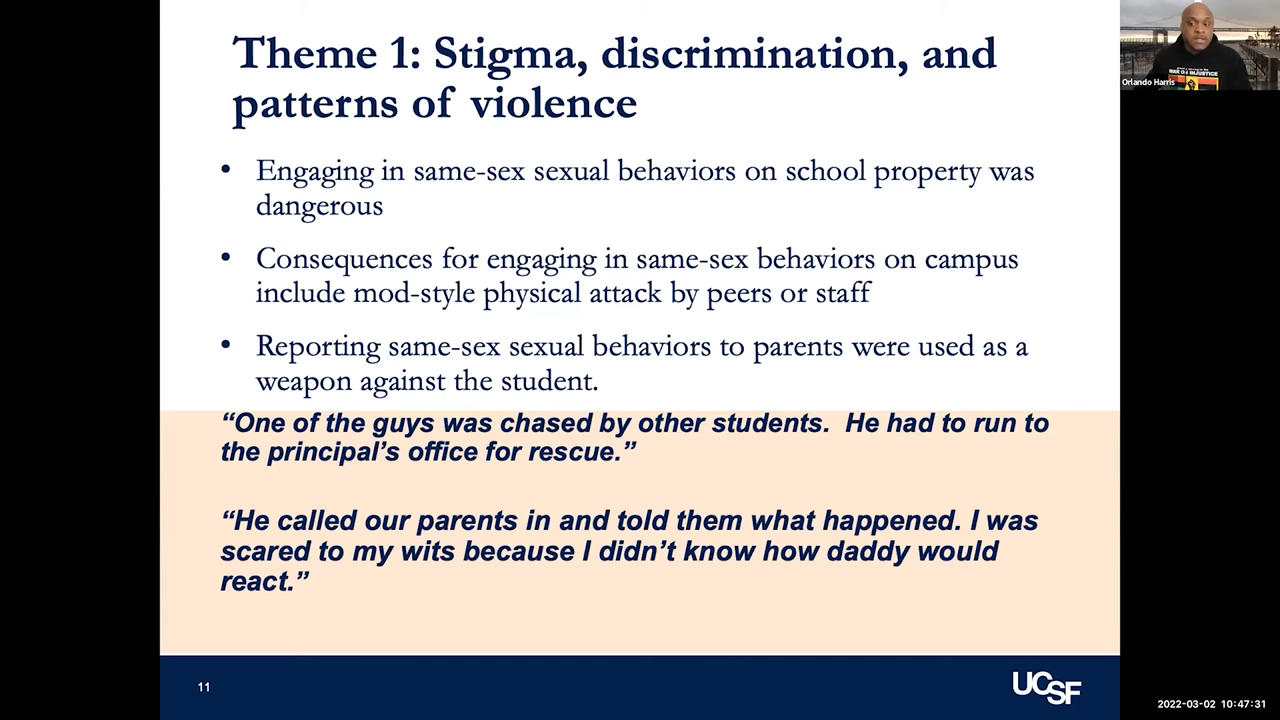 Theme 1: Stigma, discrimination, and
patterns of violence
• Engaging in same-sex sexual behaviors on school property was
dangerous
• Consequences for engaging in same-sex behaviors on campus
include mod-style physical attack by peers or staff
• Reporting same-sex sexual behaviors to parents were used as a
weapon against the student.
“One of the guys was chased by other students.  He had to run to
the principal’s office for rescue.”
“He called our parents in and told them what happened. I was
scared to my wits because I didn’t know how daddy would
react.”
11
UCSF
WAR ON INJUSTICE
Orlando Harris
2022-03-02 10:47:31